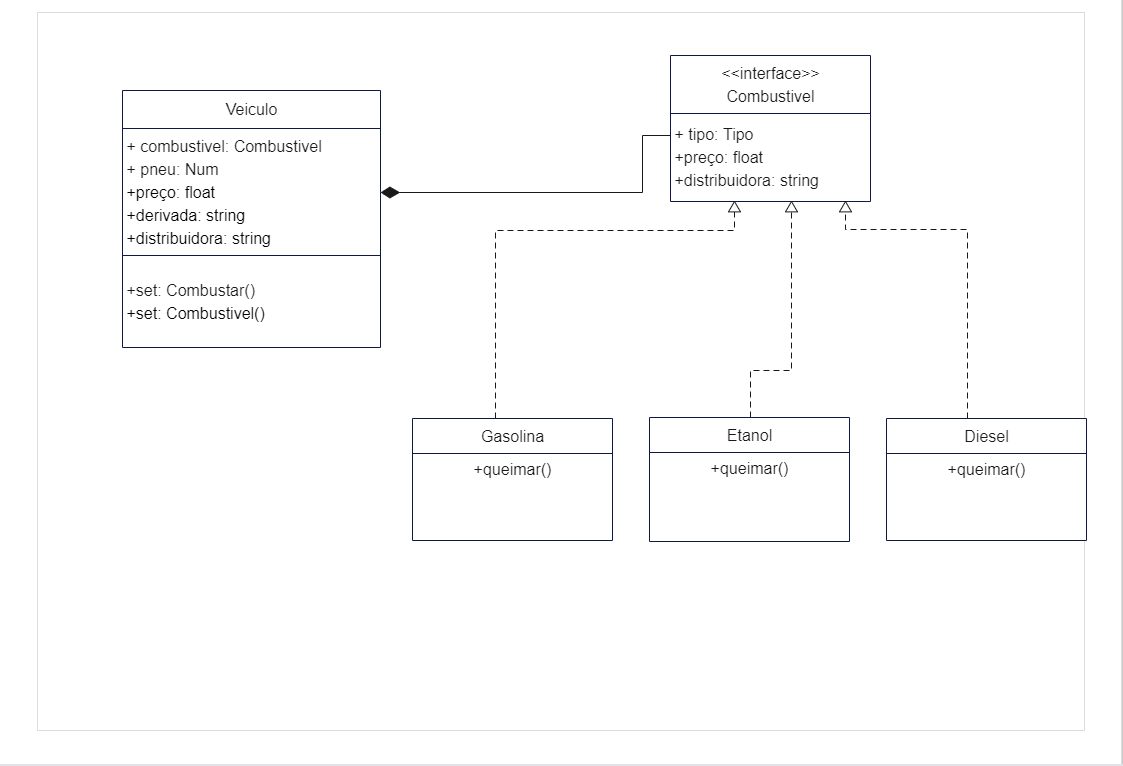 Veiculo
+ combustivel: Combustivel
+ pneu: Num
+preço: float
+derivada: string
+distribuidora: string
+set: Combustar()
+set: Combustivel()
<<interface>>
Combustivel
+ tipo: Tipo
+preço: float
+distribuidora: string
Gasolina
+queimar()
Etanol
+queimar()
Diesel
+queimar()